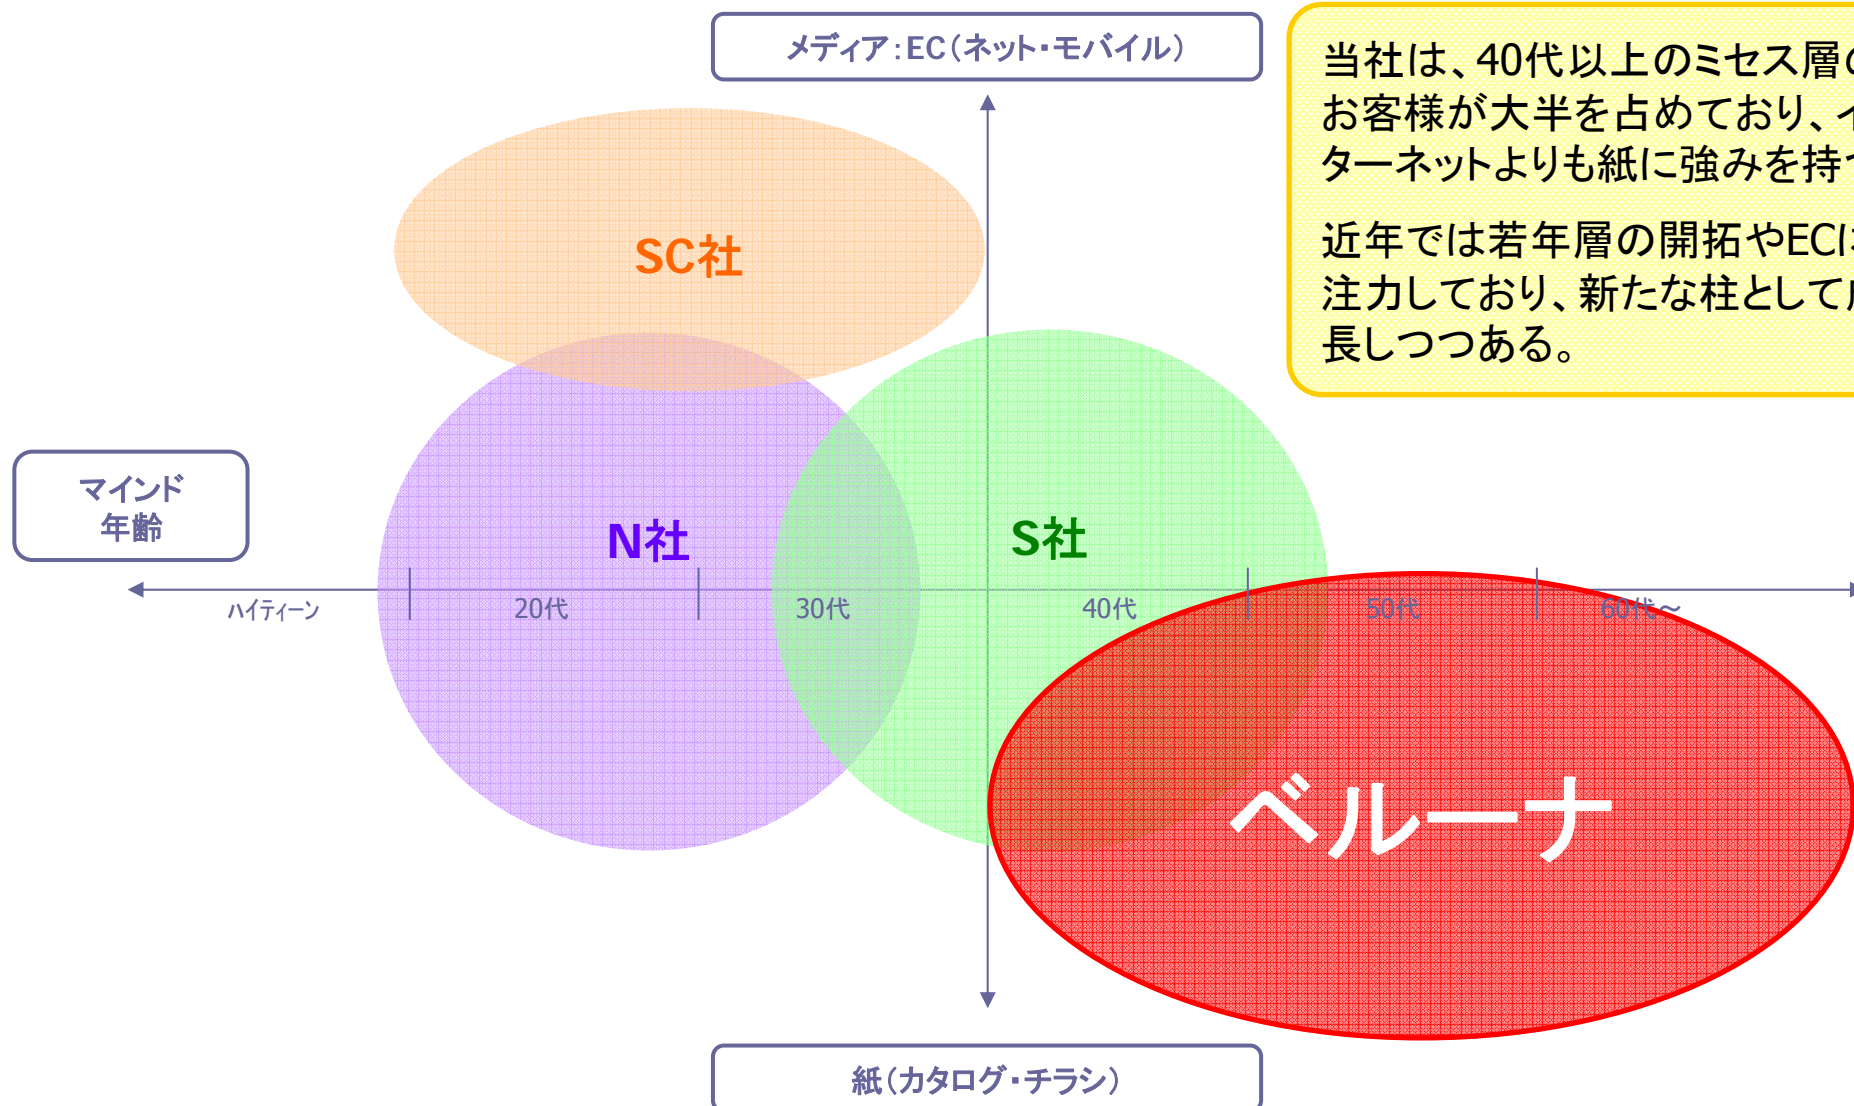 メディア：EC（ネット・モバイル）
当社は、40代以上のミセス層の
お客様が大半を占めており、イ
ターネットよりも紙に強みを持つ
近年では若年層の開拓やECに
注力しており、新たな柱として成
長しつつある。
SC社
マインド
年齢
N社
S社
ハイティーン
20代
30代
40代
50代
60代～
ベルーナ
紙（カタログ・チラシ）